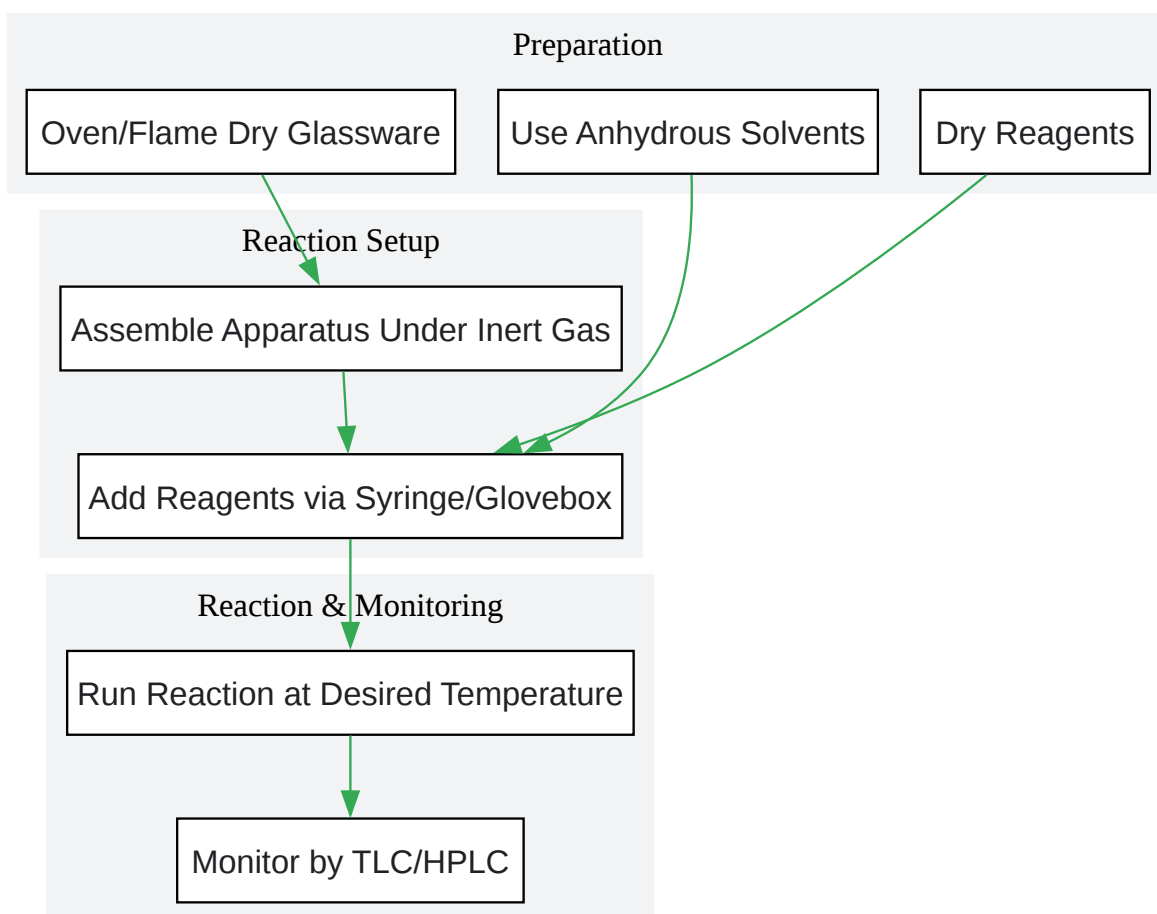 Preparation
Oven/Flame Dry Glassware
Use Anhydrous Solvents
Dry Reagents
Reaction Setup
Assemble Apparatus Under Inert Gas
Add Reagents via Syringe/Glovebox
Reaction & Monitoring
Run Reaction at Desired Temperature
Monitor by TLC/HPLC